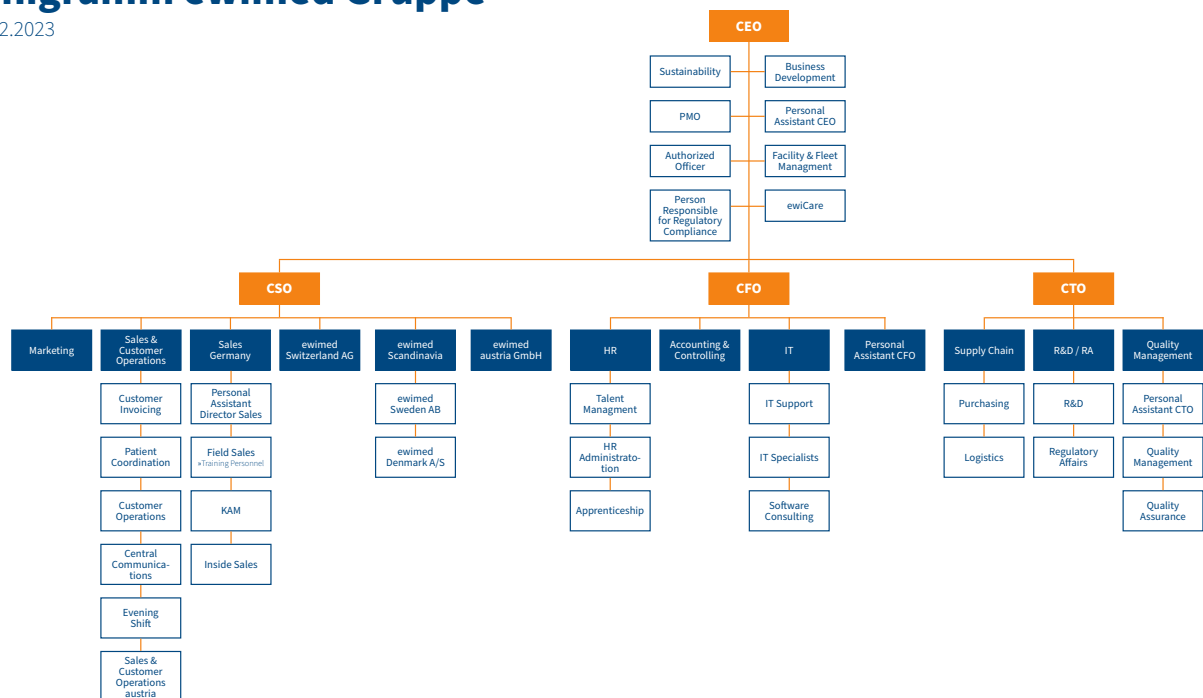 ewimed Gruppe
2.2023
CEO
Sustainability
Business
Development
PMO
Personal
Assistant CEO
Authorized
Officer
Facility & Fleet
Managment
Person
Responsible
for Regulatory
Compliance
ewiCare
CSO
CFO
CTO
Marketing
Sales &
Customer
Operations
Sales
Germany
ewimed
Switzerland AG
ewimed
Scandinavia
ewimed
austria GmbH
HR
Accounting &
Controlling
IT
Personal
Assistant CFO
Supply Chain
R&D / RA
Quality
Management
Customer
Invoicing
Patient
Coordination
Customer
Operations
Central
Communica-
tions
Evening
Shift
Sales &
Customer
Operations
austria
Personal
Assistant
Director Sales
Field Sales
•Training Personnel
KAM
Inside Sales
ewimed
Sweden AB
ewimed
Denmark A/S
Talent
Managment
HR
Administrato-
tion
Apprenticeship
IT Support
IT Specialists
Software
Consulting
Purchasing
Logistics
R&D
Regulatory
Affairs
Personal
Assistant CTO
Quality
Management
Quality
Assurance